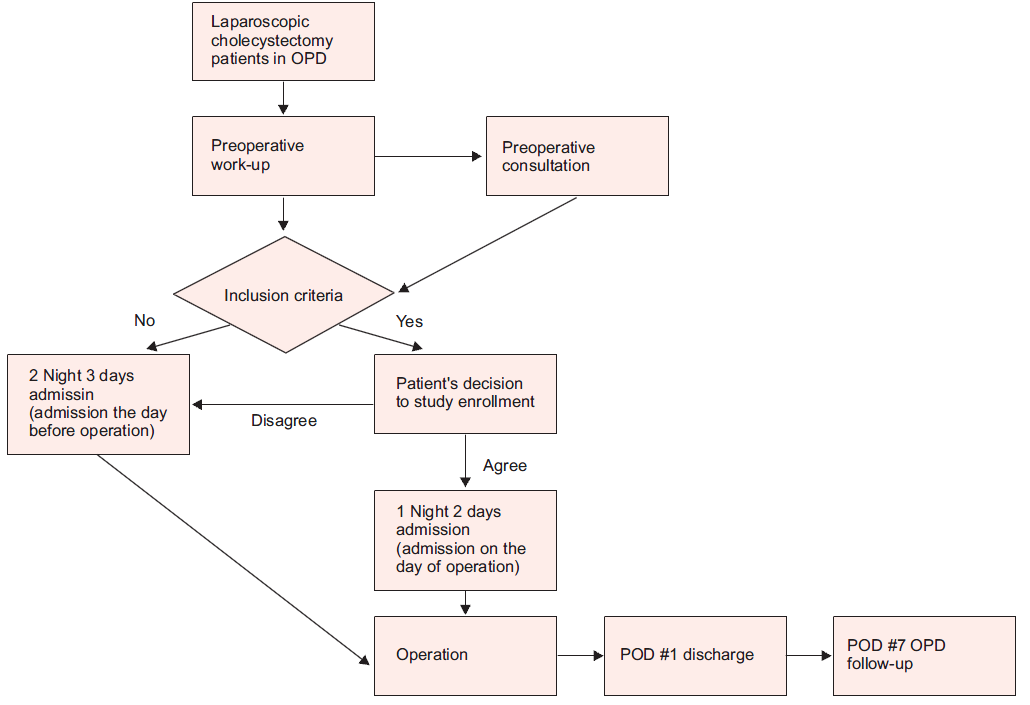 Laparoscopic
cholecystectomy
patients in OPD
Preoperative
work-up
Preoperative
consultation
Inclusion criteria
No
Yes
2 Night 3 days
admissin
(admission the day
before operation)
Patient's decision
to study enrollment
Disagree
Agree
1 Night 2 days
admission
(admission on the
day of operation)
Operation
POD #1 discharge
POD #7 OPD
follow-up